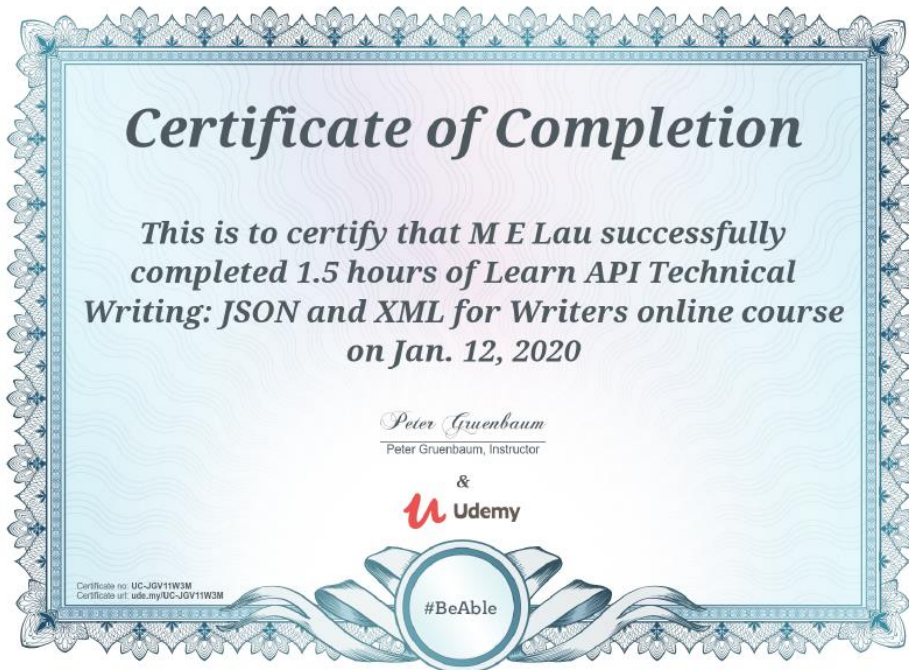 Certificate of Completion
This is to certify that M E Lau successfully
completed 1.5 hours of Learn API Technical
Writing: JSON and XML for Writers online course
on Jan. 12, 2020
Peter Gruenbaum
Peter Gruenbaum, Instructor
&
Udemy
Certificate no: UC-JGV11W3M
Certificate url: ude.my/UC-JGV11W3M
#BeAble